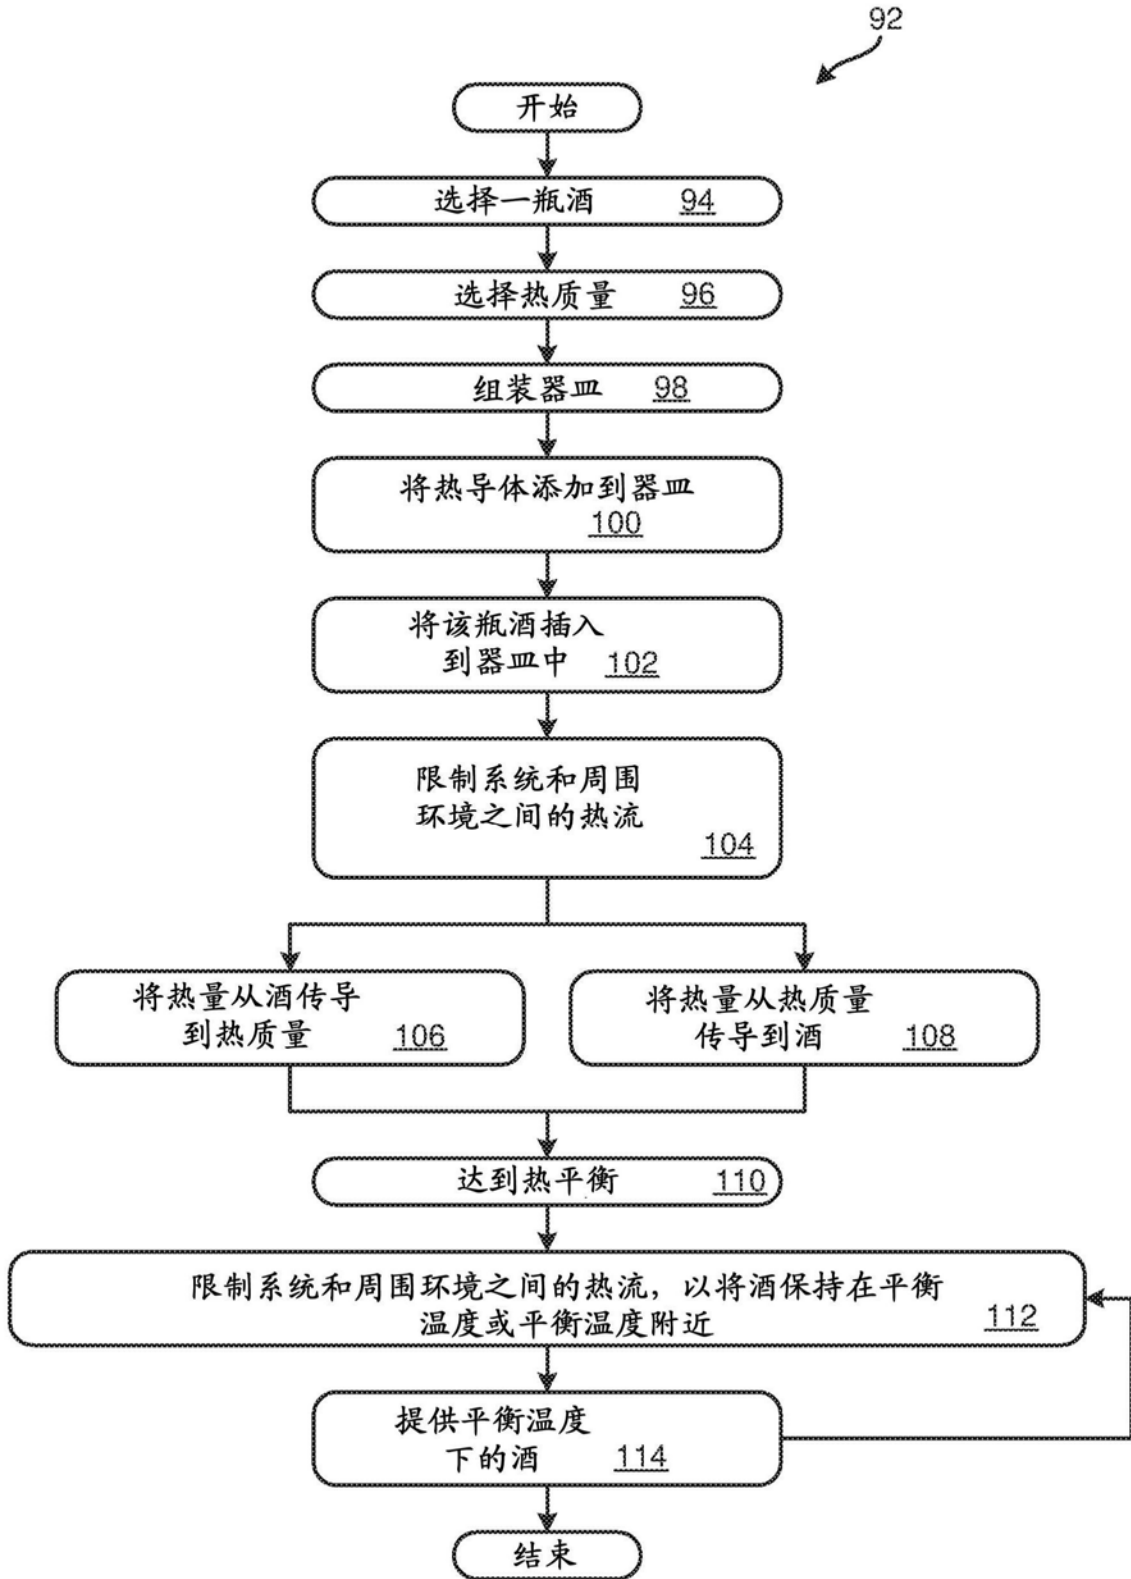 92
开始
选择一瓶酒 94
选择热质量 96
组装器皿 98
将热导体添加到器皿
100
将该瓶酒插入
到器皿中 102
限制系统和周围
环境之间的热流
104
将热量从酒传导
到热质量 106
将热量从热质量
传导到酒 108
达到热平衡 110
限制系统和周围环境之间的热流，以将酒保持在平衡
温度或平衡温度附近 112
提供平衡温度
下的酒 114
结束